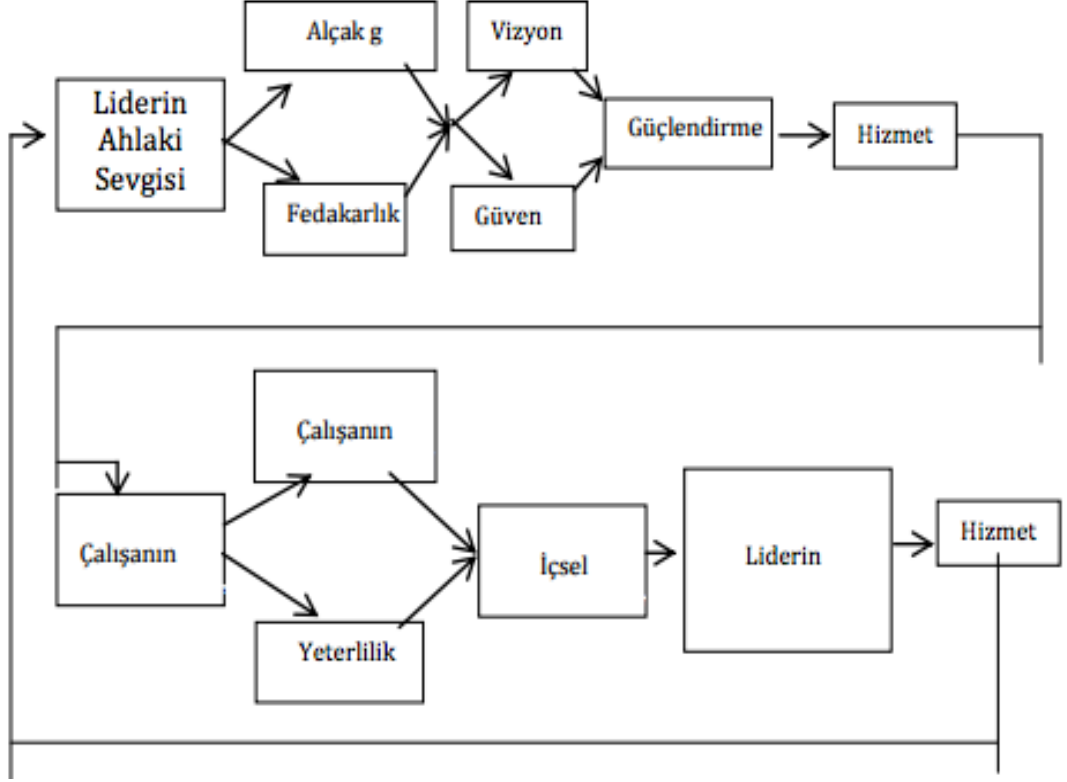 Alçak g
Vizyon
Liderin
Ahlaki
Sevgisi
Güçlendirme
Hizmet
Fedakarlık
Güven
Çalışanın
Çalışanın
İçsel
Liderin
Hizmet
Yeterlilik